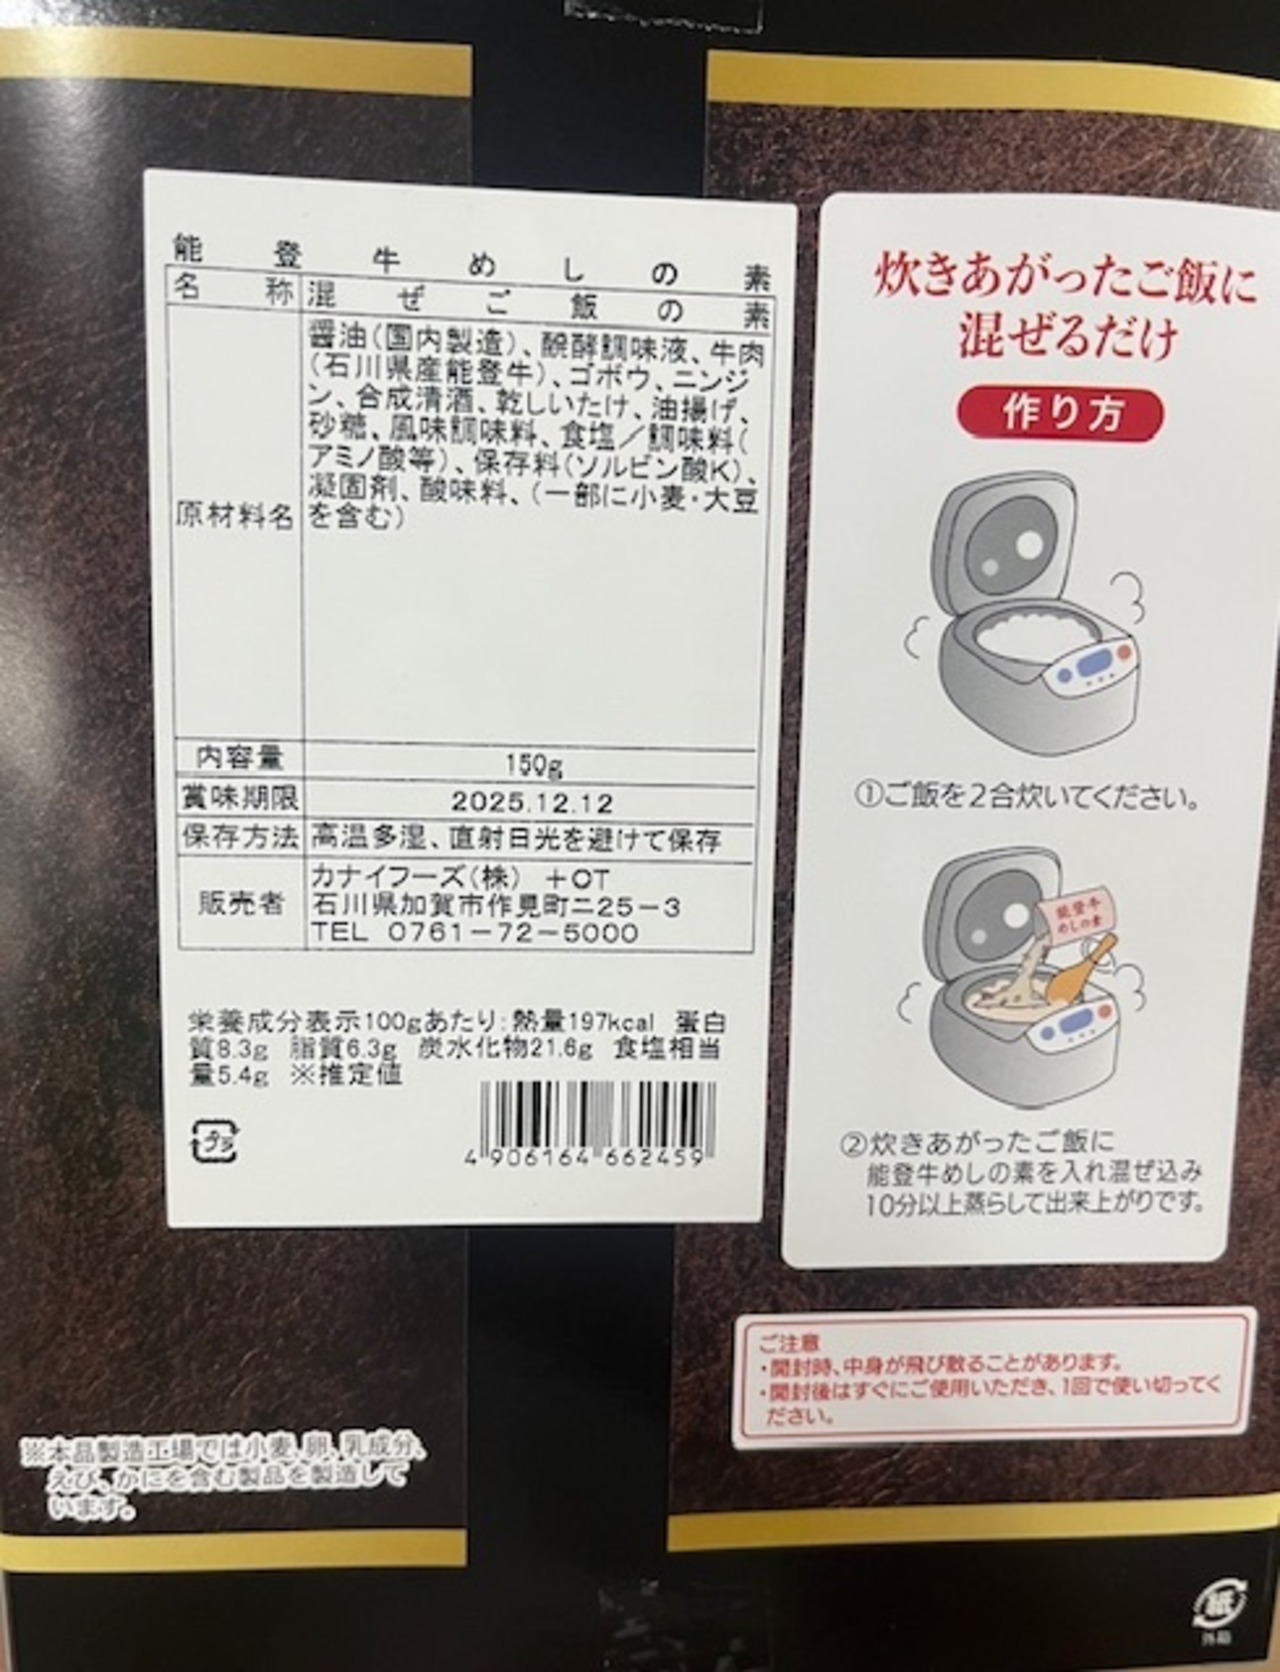 能登牛めしの素
名称 混ぜご飯の素
原材料名
醤油(国内製造)、醗酵調味液、牛肉
(石川県産能登牛)、ゴボウ、ニンジ
ン、合成清酒、乾しいたけ、油揚げ、
砂糖、風味調味料、食塩/調味料(
アミノ酸等)、保存料(ソルビン酸K)、
凝固剤、酸味料、(一部に小麦・大豆
を含む)
内容量 150g
賞味期限 2025.12.12
保存方法 高温多湿、直射日光を避けて保存
販売者
カナイフーズ(株) +OT
石川県加賀市作見町ニ25-3
TEL 0761-72-5000
栄養成分表示100gあたり:熱量197kcal 蛋白
質8.3g 脂質6.3g 炭水化物21.6g 食塩相当
量5.4g ※推定値
プラ
4 906164 662459
炊きあがったご飯に
混ぜるだけ
作り方
①ご飯を2合炊いてください。
能登牛
めしの素
②炊きあがったご飯に
能登牛めしの素を入れ混ぜ込み
10分以上蒸らして出来上がりです。
ご注意
・開封時、中身が飛び散ることがあります。
・開封後はすぐにご使用いただき、1回で使い切ってく
ださい。
※本品製造工場では小麦、卵、乳成分、
えび、かにを含む製品を製造して
います。
紙
外箱